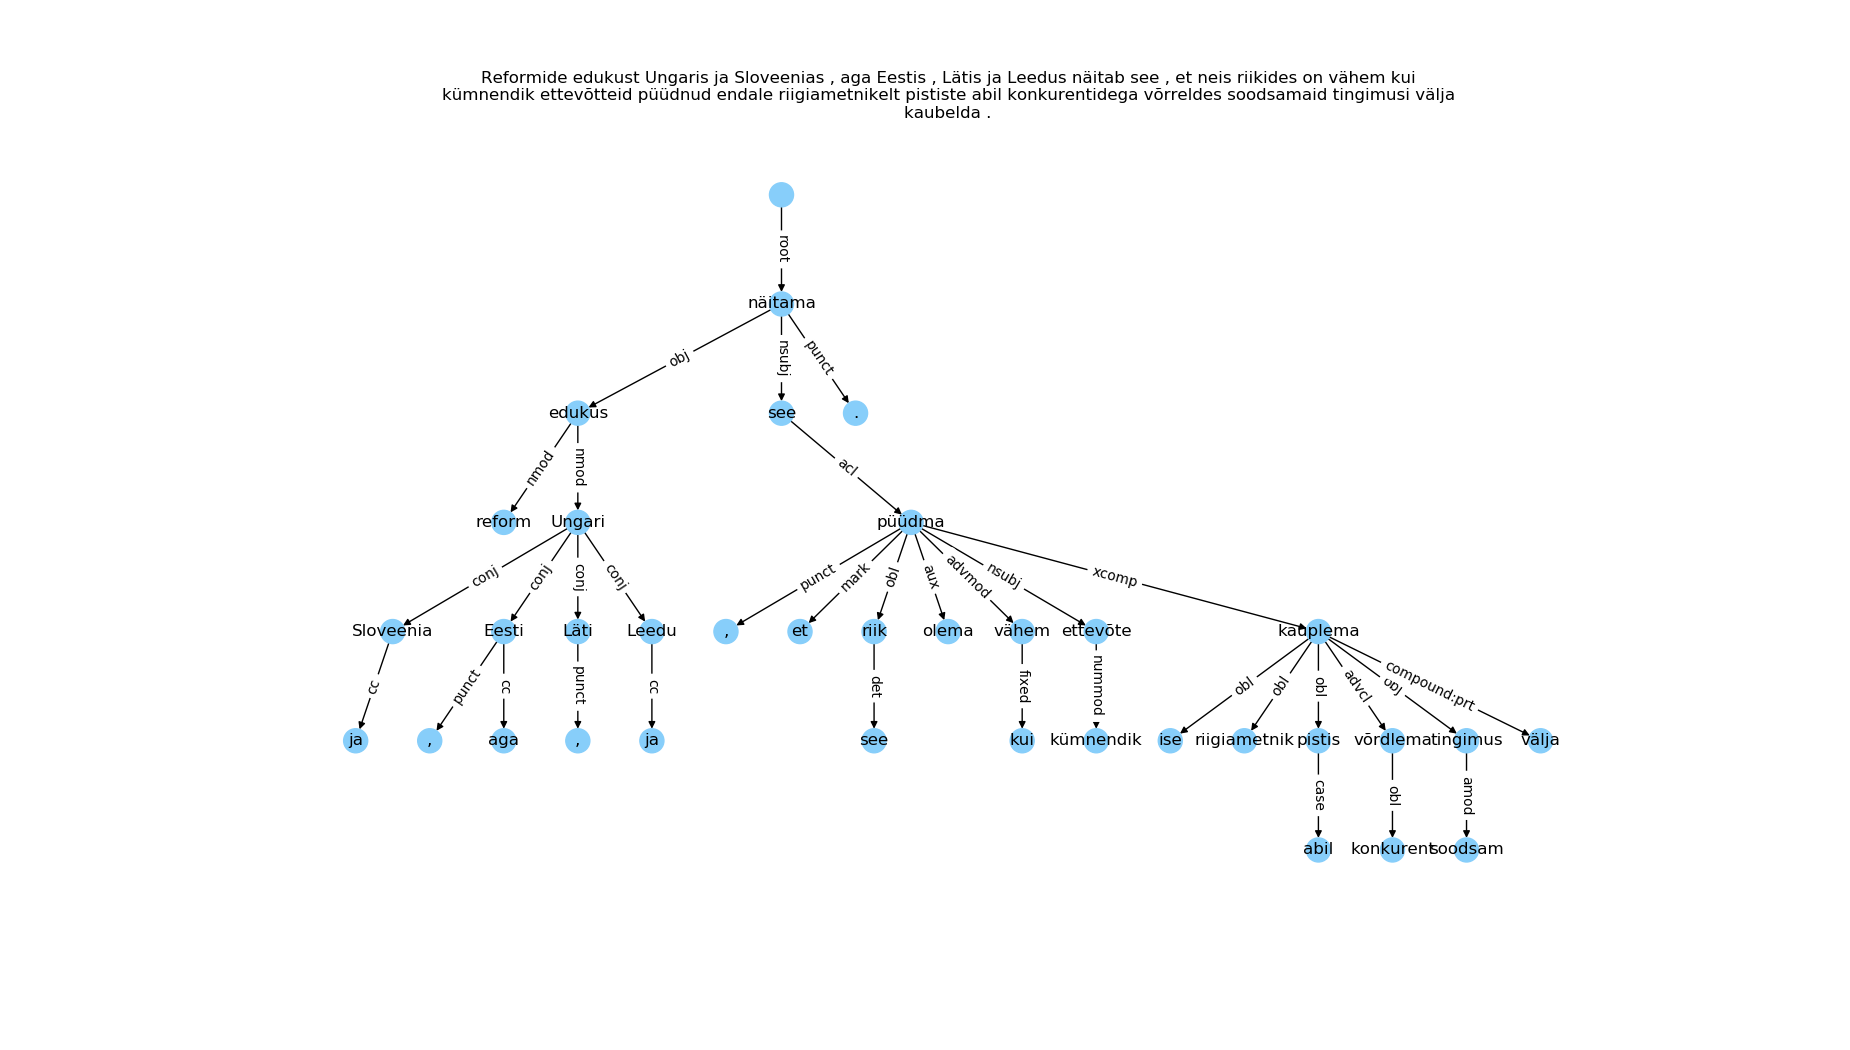 Reformide edukust Ungaris ja Sloveenias , aga Eestis , Lätis ja Leedus näitab see , et neis riikides on vähem kui
kümnendik ettevõtteid püüdnud endale riigiametnikelt pististe abil konkurentidega võrreldes soodsamaid tingimusi välja
kaubelda .
root
näitama
obj nsubj punct
edukus see .
nmod nmod acl
reform Ungari püüdma
conj conj conj conj punct mark obl aux advmod nsubj xcomp
Sloveenia Eesti Läti Leedu , et riik olema vähem ettevõte kauplema
cc punct cc punct cc det fixed nummod obl obl obl advcl obj compound:prt
ja , aga , ja see kui kümnendik ise riigiametnik pistis võrdlema tingimus välja
case obl amod
abil konkurent soodsam